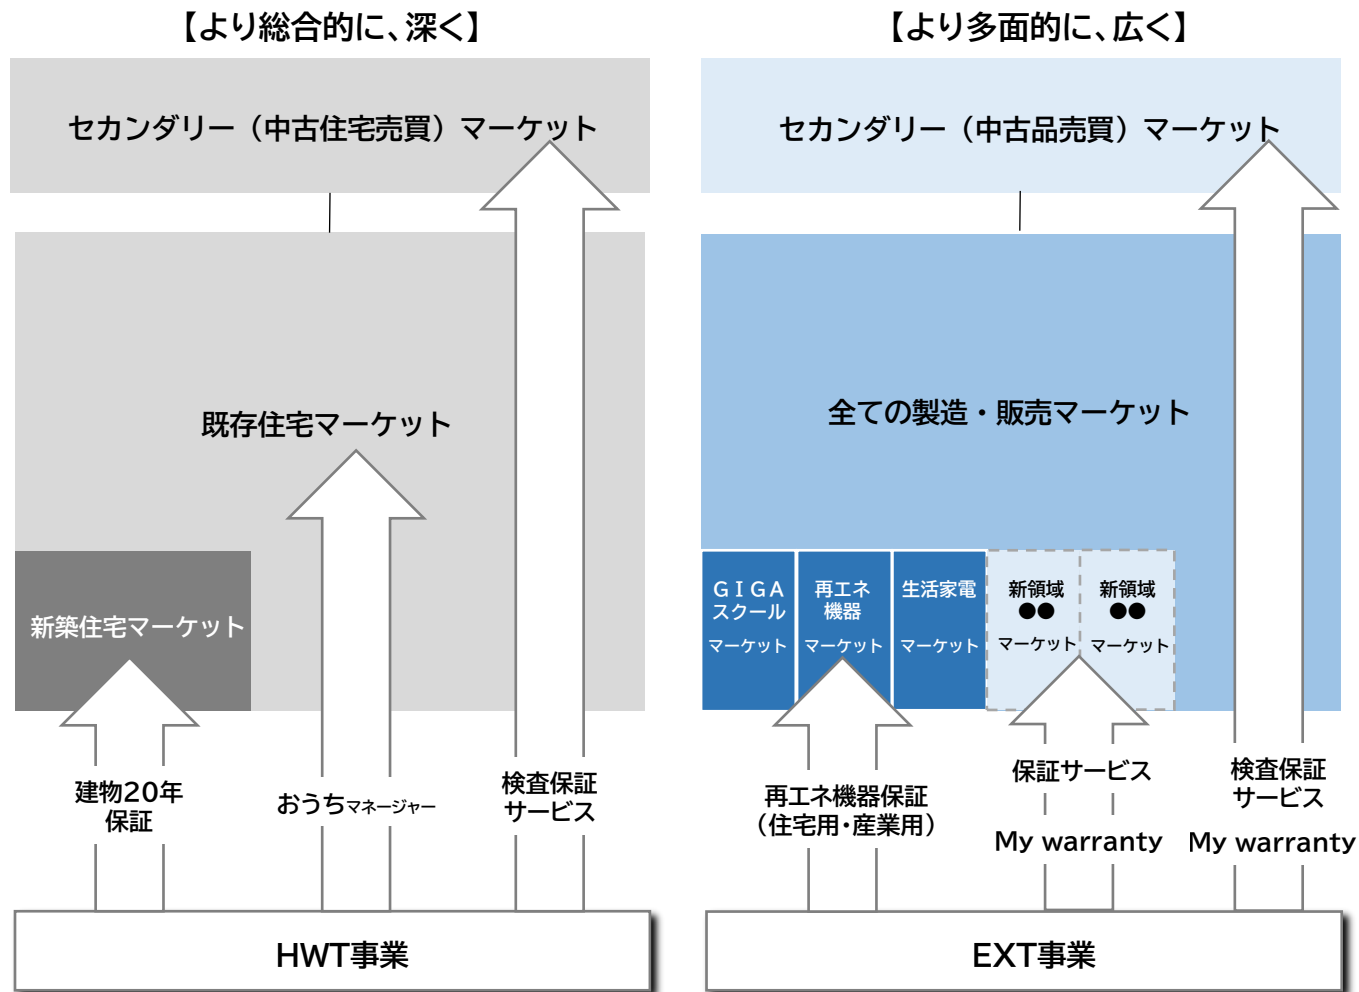 【より総合的に、深く】
セカンダリー（中古住宅売買）マーケット
既存住宅マーケット
新築住宅マーケット
建物20年
保証
おうちマネージャー
検査保証
サービス
HWT事業
【より多面的に、広く】
セカンダリー（中古品売買）マーケット
全ての製造・販売マーケット
ＧＩＧＡ
スクール
マーケット
再エネ
機器
マーケット
生活家電
マーケット
新領域
●●
マーケット
新領域
●●
マーケット
再エネ機器保証
（住宅用・産業用）
保証サービス
My warranty
検査保証
サービス
My warranty
EXT事業